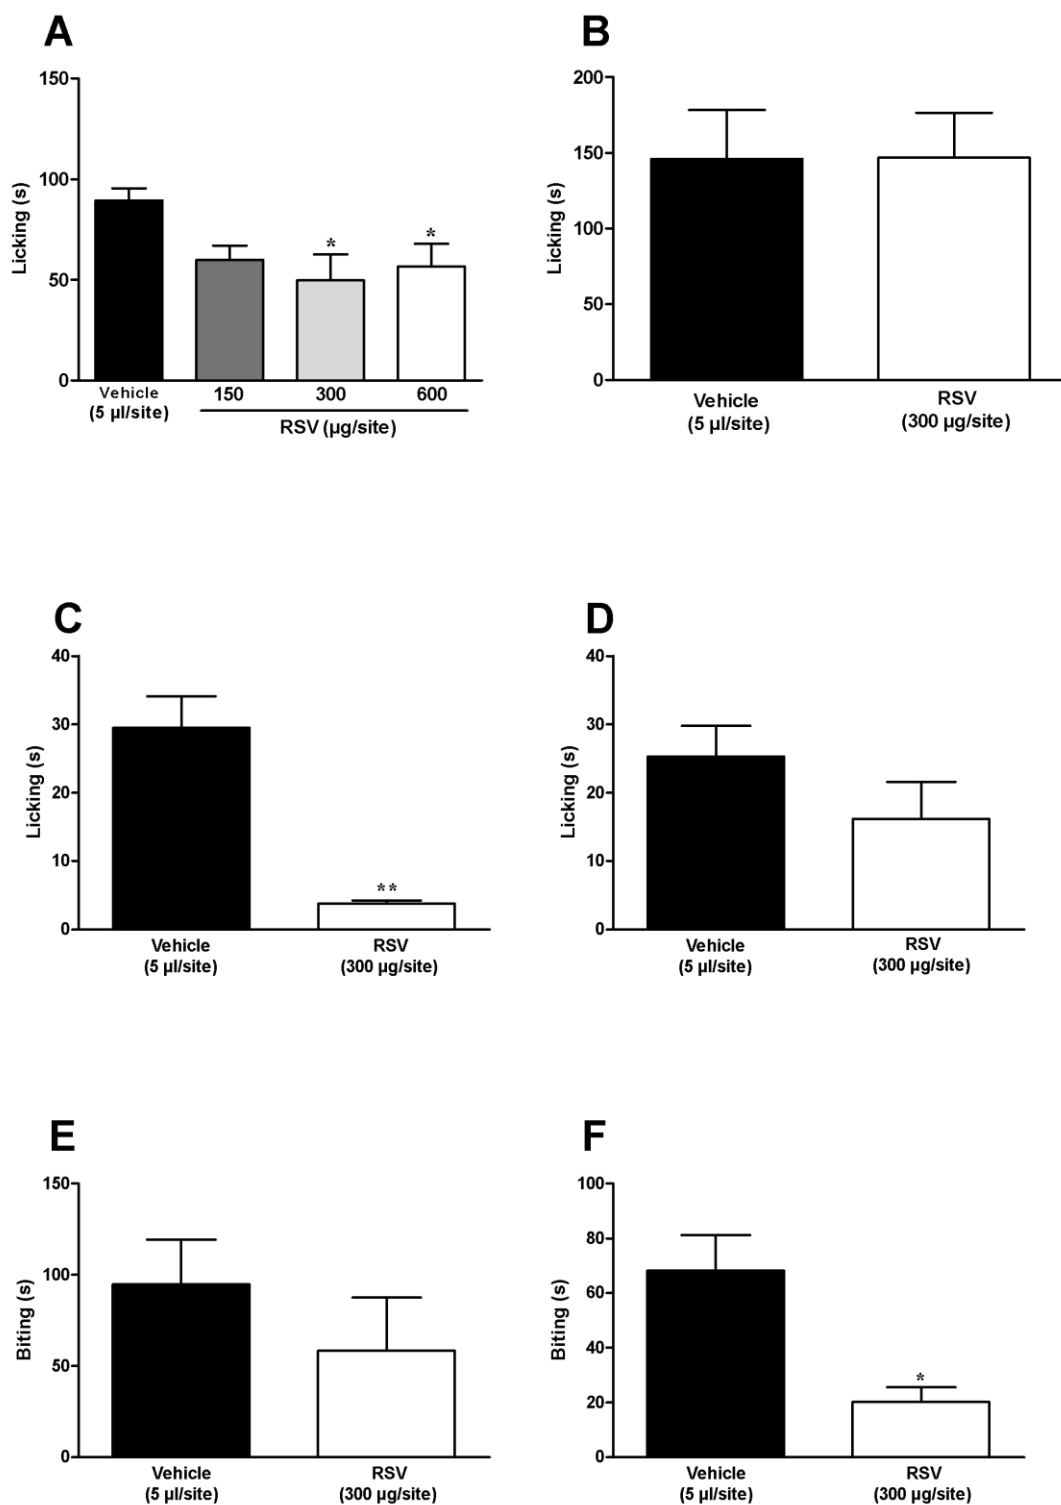 A
150
100
50
0
Licking (s)
Vehicle
(5 µl/site)
150 300 600
RSV (µg/site)
*
*
B
200
150
100
50
0
Licking (s)
Vehicle
(5 µl/site)
RSV
(300 µg/site)
C
40
30
20
10
0
Licking (s)
**
Vehicle
(5 µl/site)
RSV
(300 µg/site)
D
40
30
20
10
0
Licking (s)
Vehicle
(5 µl/site)
RSV
(300 µg/site)
E
150
100
50
0
Biting (s)
Vehicle
(5 µl/site)
RSV
(300 µg/site)
F
100
80
60
40
20
0
Biting (s)
*
Vehicle
(5 µl/site)
RSV
(300 µg/site)